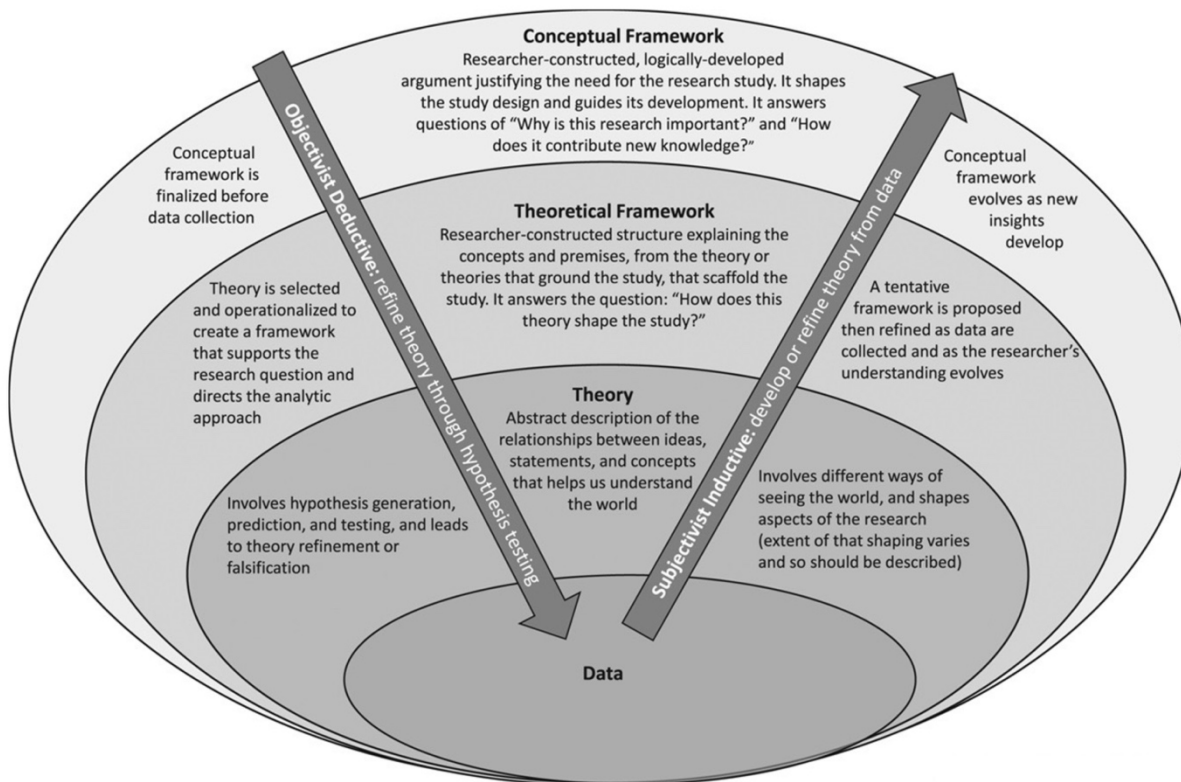 Conceptual Framework
Researcher-constructed, logically-developed
argument justifying the need for the research study. It shapes
the study design and guides its development. It answers
questions of “Why is this research important?” and “How
does it contribute new knowledge?”
Conceptual
framework is
finalized before
data collection
Objectivist Deductive: refine theory through hypothesis testing
Subjectivist Inductive: develop or refine theory from data
Conceptual
framework
evolves as new
insights
develop
Theoretical Framework
Researcher-constructed structure explaining the
concepts and premises, from the theory or
theories that ground the study, that scaffold the
study. It answers the question: “How does this
theory shape the study?”
Theory is selected
and operationalized to
create a framework
that supports the
research question and
directs the analytic
approach
A tentative
framework is proposed
then refined as data are
collected and as the researcher’s
understanding evolves
Theory
Abstract description of the
relationships between ideas,
statements, and concepts
that helps us understand
the world
Involves hypothesis generation,
prediction, and testing, and leads
to theory refinement or
falsification
Involves different ways of
seeing the world, and shapes
aspects of the research
(extent of that shaping varies
and so should be described)
Data